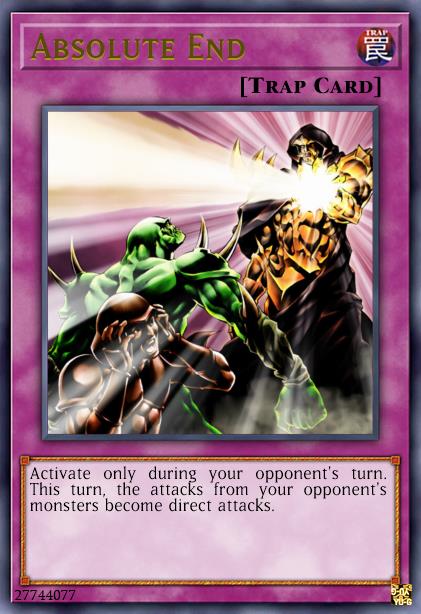 Absolute End
TRAP
罠
[Trap Card]
Activate only during your opponent's turn.
This turn, the attacks from your opponent's
monsters become direct attacks.
27744077